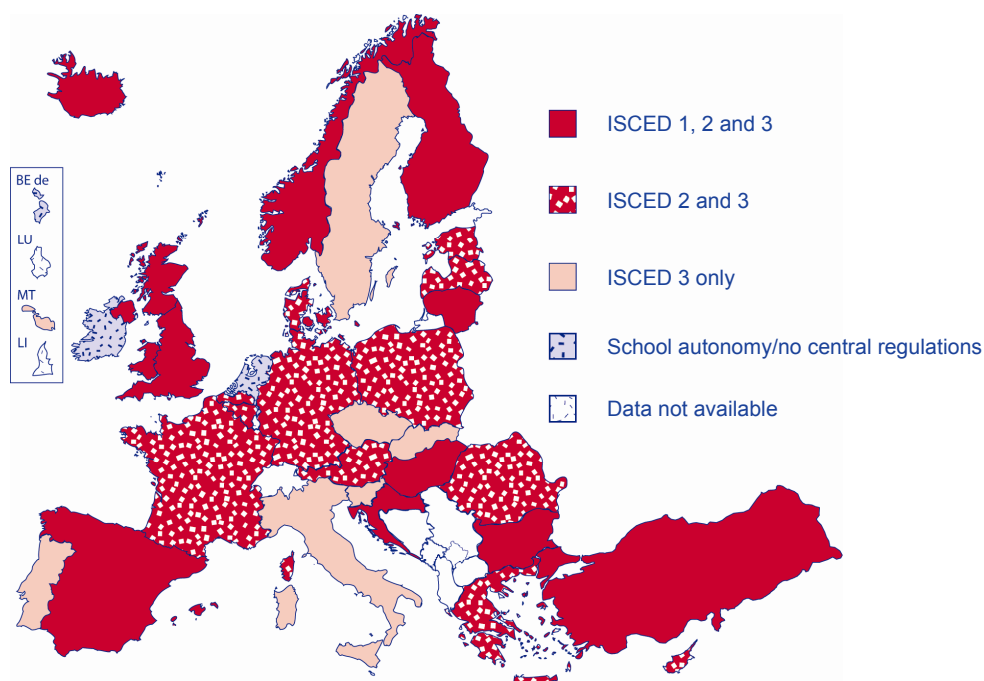 BE de
LU
MT
LI
ISCED 1, 2 and 3
ISCED 2 and 3
ISCED 3 only
School autonomy/no central regulations
Data not available